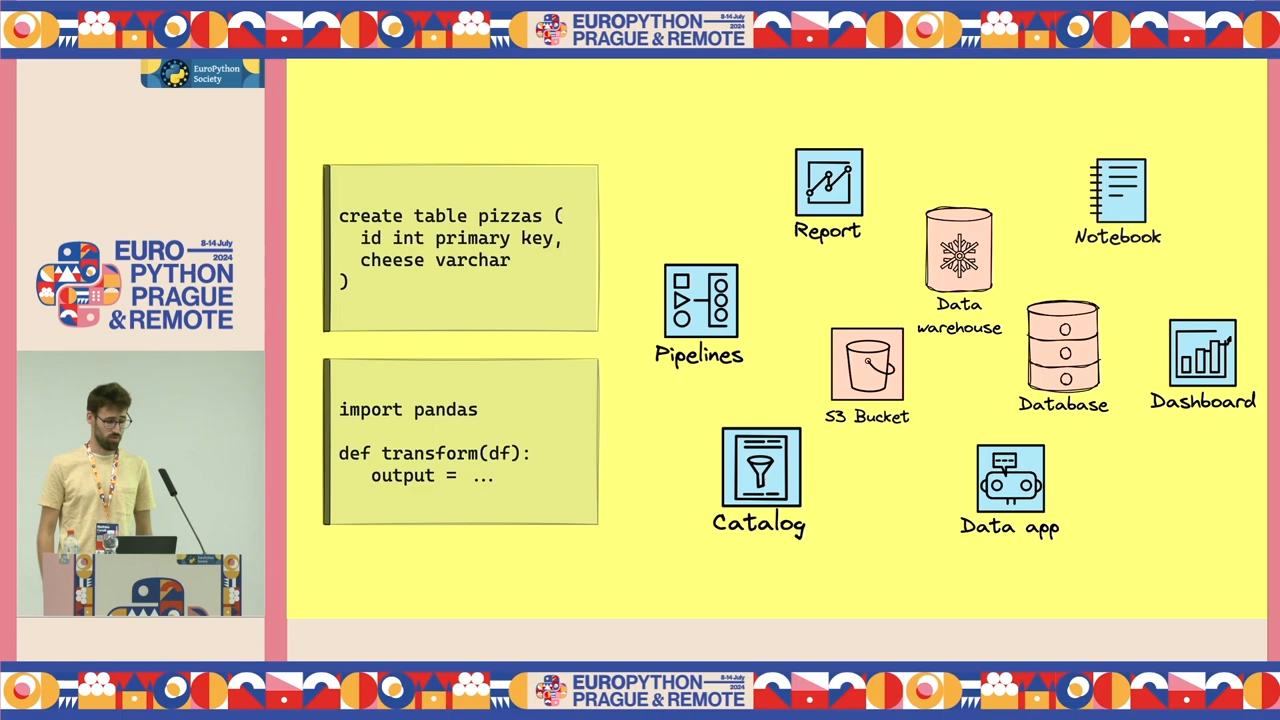 EUROPYTHON
8-14 July
2024
PRAGUE & REMOTE
EuroPython
Society
EURO
8-14 July
2024
PYTHON
PRAGUE
& REMOTE
create table pizzas (
id int primary key,
cheese varchar
)
import pandas
def transform(df):
output = ...
Report
Notebook
Data
warehouse
Pipelines
S3 Bucket
Database
Dashboard
Catalog
Data app
EUROPYTHON
8-14 July
2024
PRAGUE & REMOTE